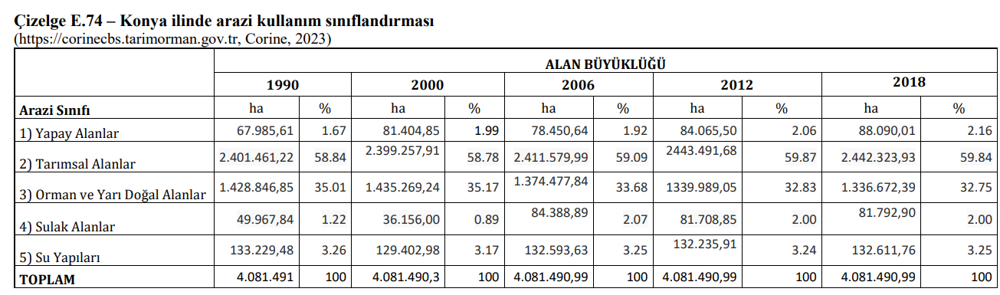 Çizelge E.74 – Konya ilinde arazi kullanım sınıflandırması
(https://corinecbs.tarimorman.gov.tr, Corine, 2023)
ALAN BÜYÜKLÜĞÜ
1990 2000 2006 2012 2018
Arazi Sınıfı ha % ha % ha % ha % ha %
1) Yapay Alanlar 67.985,61 1.67 81.404,85 1.99 78.450,64 1.92 84.065,50 2.06 88.090,01 2.16
2) Tarımsal Alanlar 2.401.461,22 58.84 2.399.257,91 58.78 2.411.579,99 59.09 2443.491,68 59.87 2.442.323,93 59.84
3) Orman ve Yarı Doğal Alanlar 1.428.846,85 35.01 1.435.269,24 35.17 1.374.477,84 33.68 1339.989,05 32.83 1.336.672,39 32.75
4) Sulak Alanlar 49.967,84 1.22 36.156,00 0.89 84.388,89 2.07 81.708,85 2.00 81.792,90 2.00
5) Su Yapıları 133.229,48 3.26 129.402,98 3.17 132.593,63 3.25 132.235,91 3.24 132.611,76 3.25
TOPLAM 4.081.491 100 4.081.490,3 100 4.081.490,99 100 4.081.490,99 100 4.081.490,99 100